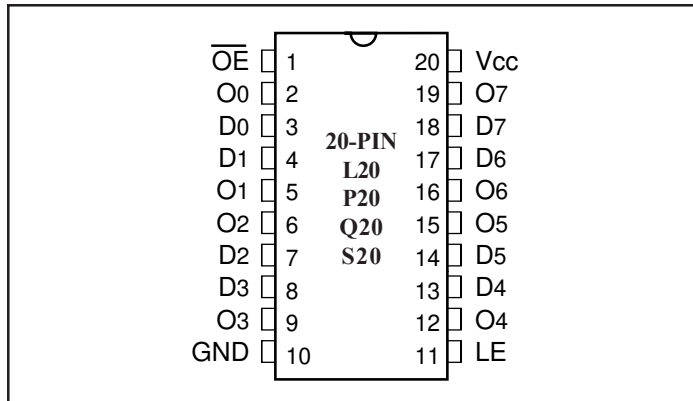 O̅E̅ 1 20 Vcc
O0 2 19 O7
D0 3 18 D7
20-PIN
D1 4 17 D6
L20
O1 5 16 O6
P20
O2 6 15 O5
Q20
D2 7 14 D5
S20
D3 8 13 D4
O3 9 12 O4
GND 10 11 LE